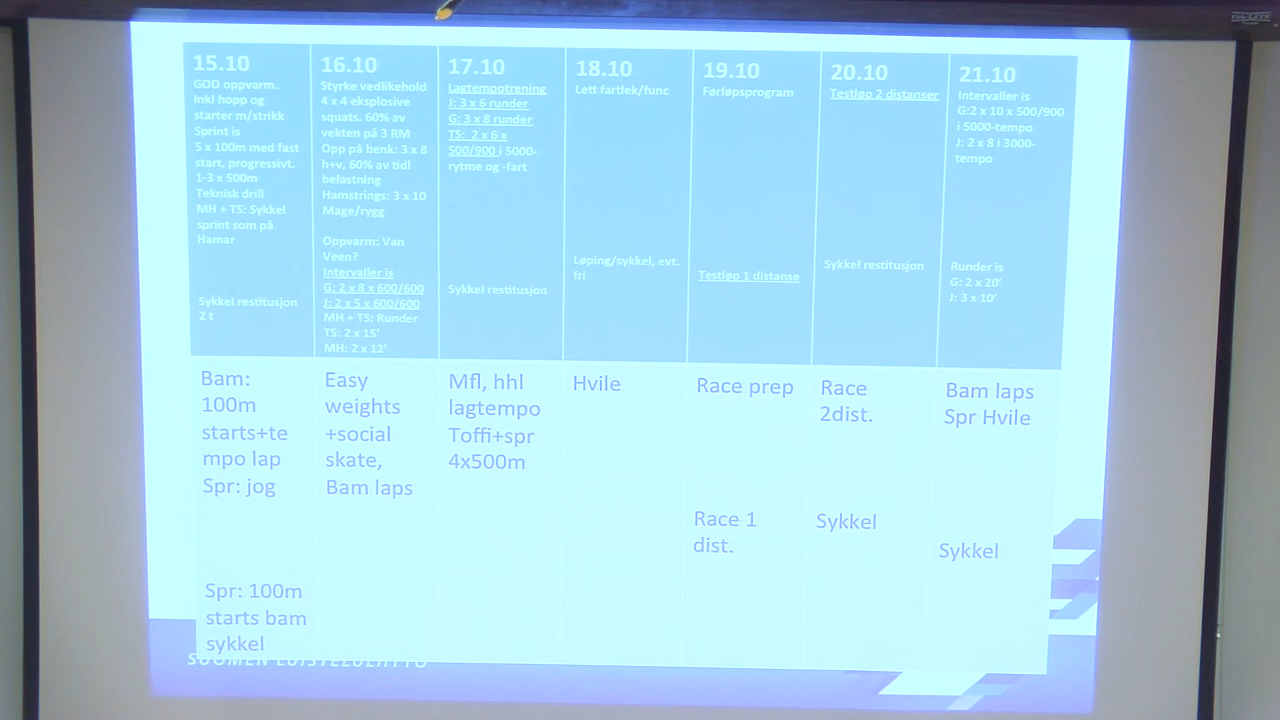 15.10
GOD oppvarm.
Inkl hopp og
starter m/strikk
Sprint is
5 x 100m med fast
start, progressivt.
1-3 x 500m
Teknisk drill
MH + TS: Sykkel
sprint som på
Hamar
Sykkel restitusjon
2 t
16.10
Styrke vedlikehold
4 x 4 eksplosive
squats. 60% av
vekten på 3 RM
Opp på benk: 3 x 8
h+v, 60% av tidl
belastning
Hamstrings: 3 x 10
Mage/rygg
Oppvarm: Van
Veen?
Intervaller is
G: 2 x 8 x 600/600
J: 2 x 5 x 600/600
MH + TS: Runder
TS: 2 x 15'
MH: 2 x 12'
17.10
Lagtempotrening
J: 3 x 6 runder
G: 3 x 8 runder
TS: 2 x 6 x
500/900 i 5000-
rytme og -fart
Sykkel restitusjon
18.10
Lett fartlek/func
Løping/sykkel, evt.
fri
19.10
Førløpsprogram
Testløp 1 distanse
20.10
Testløp 2 distanser
Sykkel restitusjon
21.10
Intervaller is
G:2 x 10 x 500/900
i 5000-tempo
J: 2 x 8 i 3000-
tempo
Runder is
G: 2 x 20'
J: 3 x 10'
Bam:
100m
starts+te
mpo lap
Spr: jog
Spr: 100m
starts bam
sykkel
Easy
weights
+social
skate,
Bam laps
Mfl, hhl
lagtempo
Toffi+spr
4x500m
Hvile
Race prep
Race 1
dist.
Race
2dist.
Sykkel
Bam laps
Spr Hvile
Sykkel
SUOMEN LUISTELULIITTO
DA-LITE